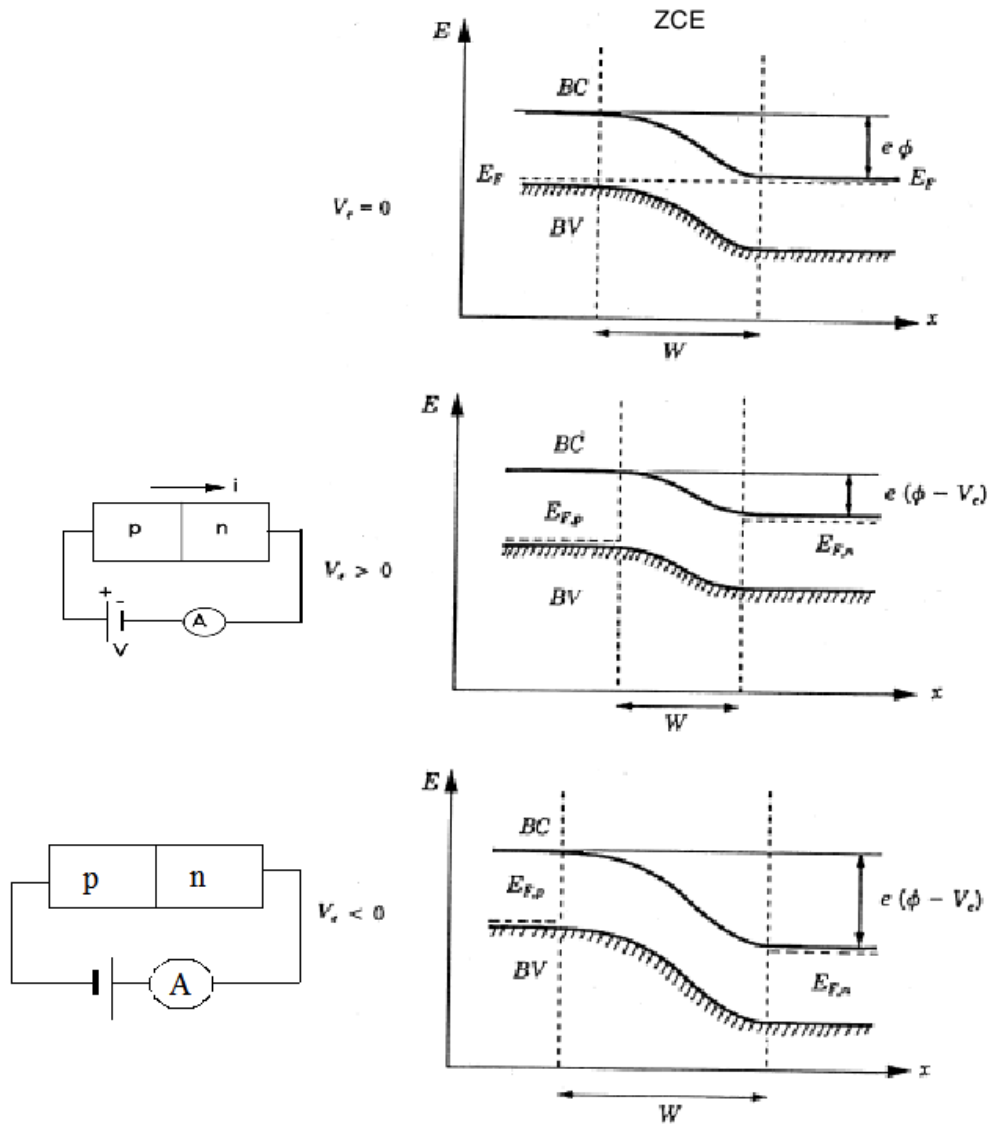 ZCE
E
BC
e ϕ
E_F
E_F
V_e = 0
BV
x
W
E
BC
i
e (ϕ − V_e)
p n
E_{F,p}
E_{F,n}
V_e > 0
BV
+ -
A
V
x
W
E
BC
p n
E_{F,p}
e (ϕ − V_e)
V_e < 0
BV
A
E_{F,n}
x
W